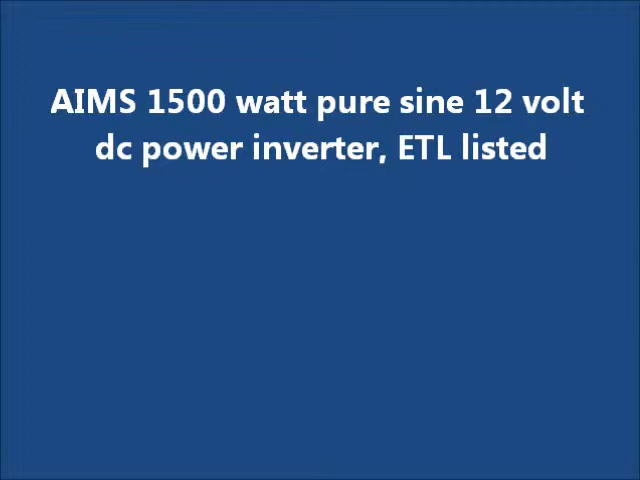 AIMS 1500 watt pure sine 12 volt
dc power inverter, ETL listed